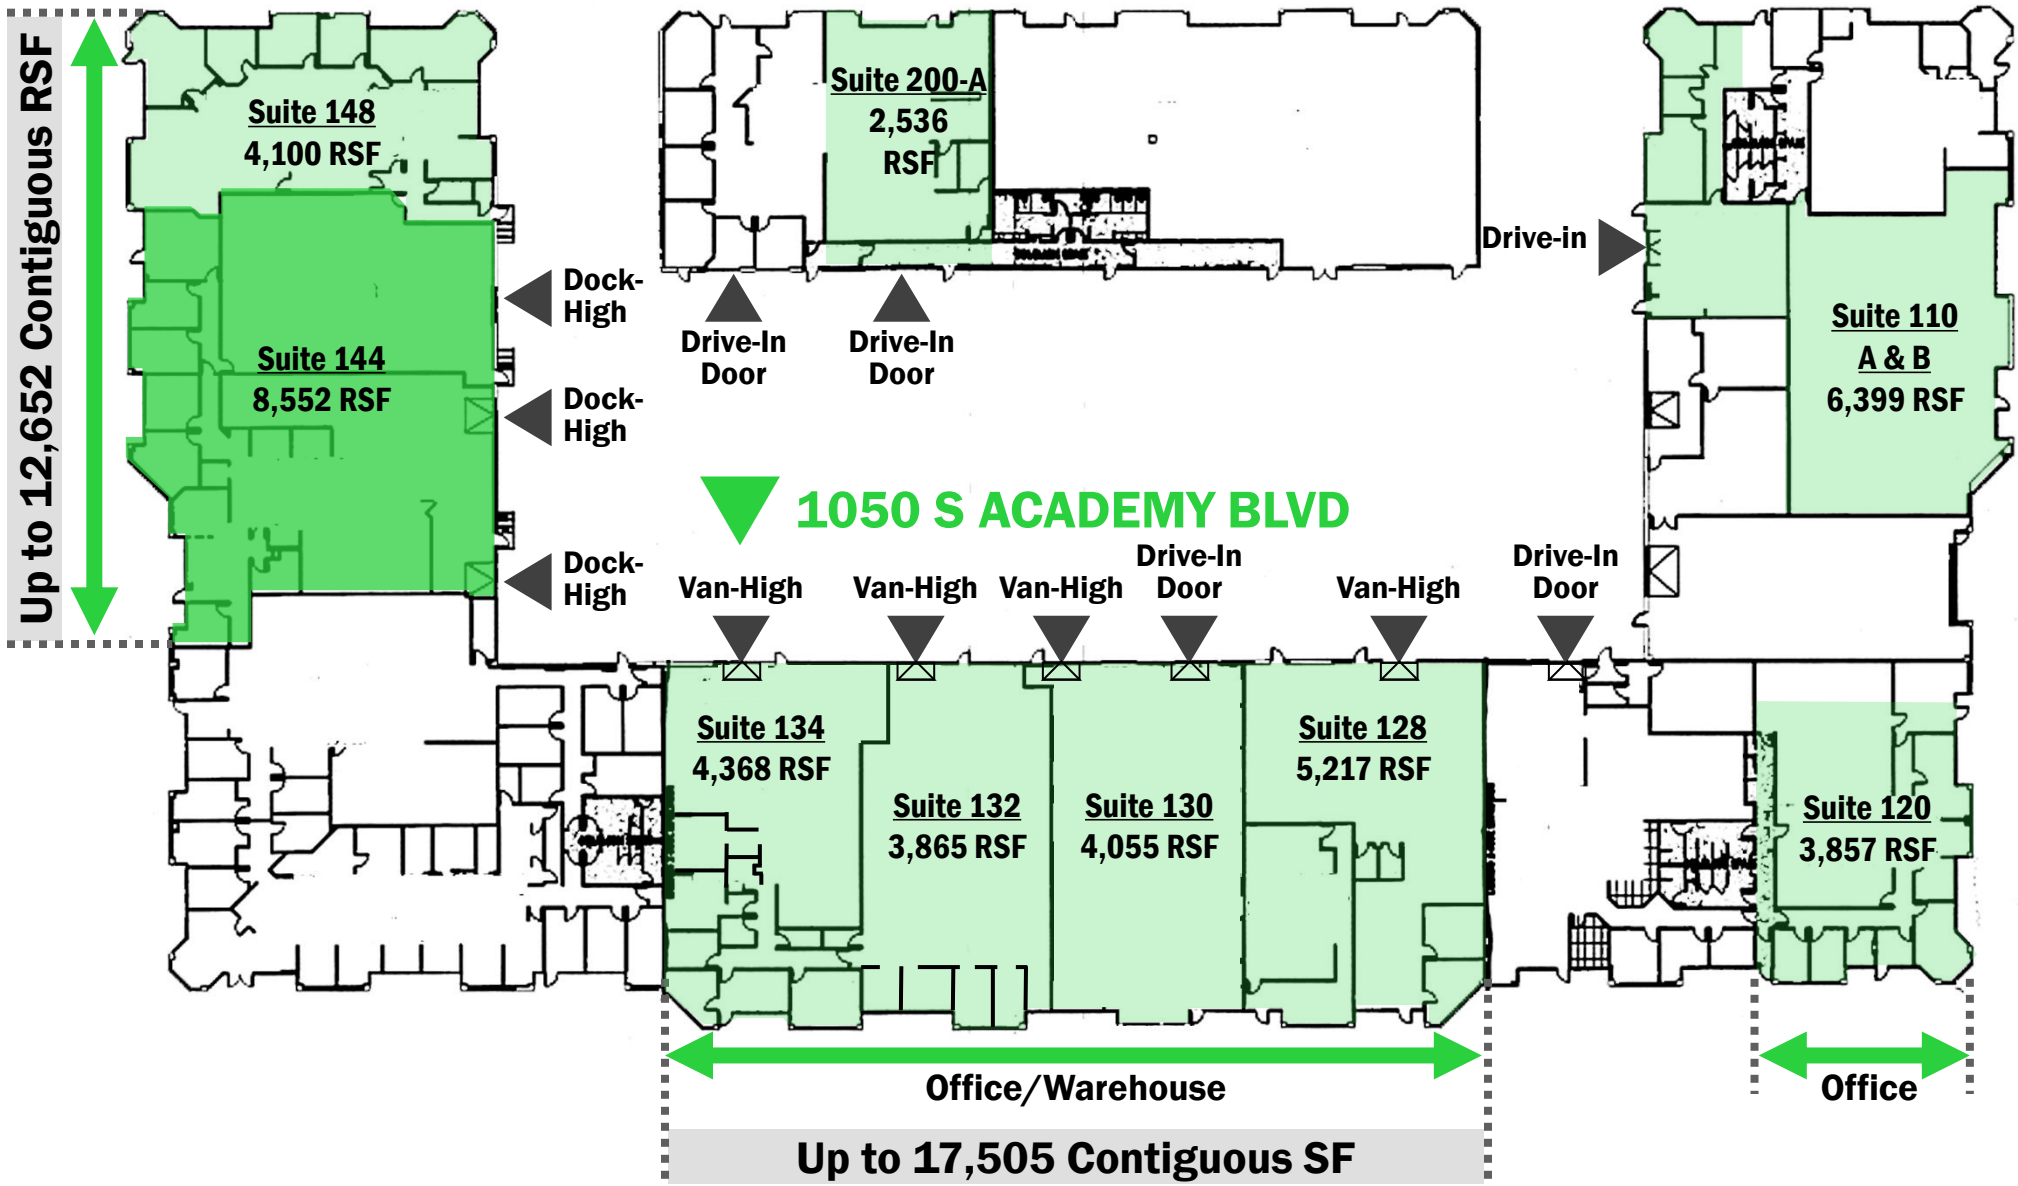 Up to 12,652 Contiguous RSF
Suite 148
4,100 RSF
Suite 144
8,552 RSF
Dock-
High
Dock-
High
Dock-
High
Suite 200-A
2,536
RSF
Drive-In
Door
Drive-In
Door
Drive-in
Suite 110
A & B
6,399 RSF
1050 S ACADEMY BLVD
Van-High
Van-High
Van-High
Drive-In
Door
Van-High
Drive-In
Door
Suite 134
4,368 RSF
Suite 132
3,865 RSF
Suite 130
4,055 RSF
Suite 128
5,217 RSF
Suite 120
3,857 RSF
Office/Warehouse
Office
Up to 17,505 Contiguous SF